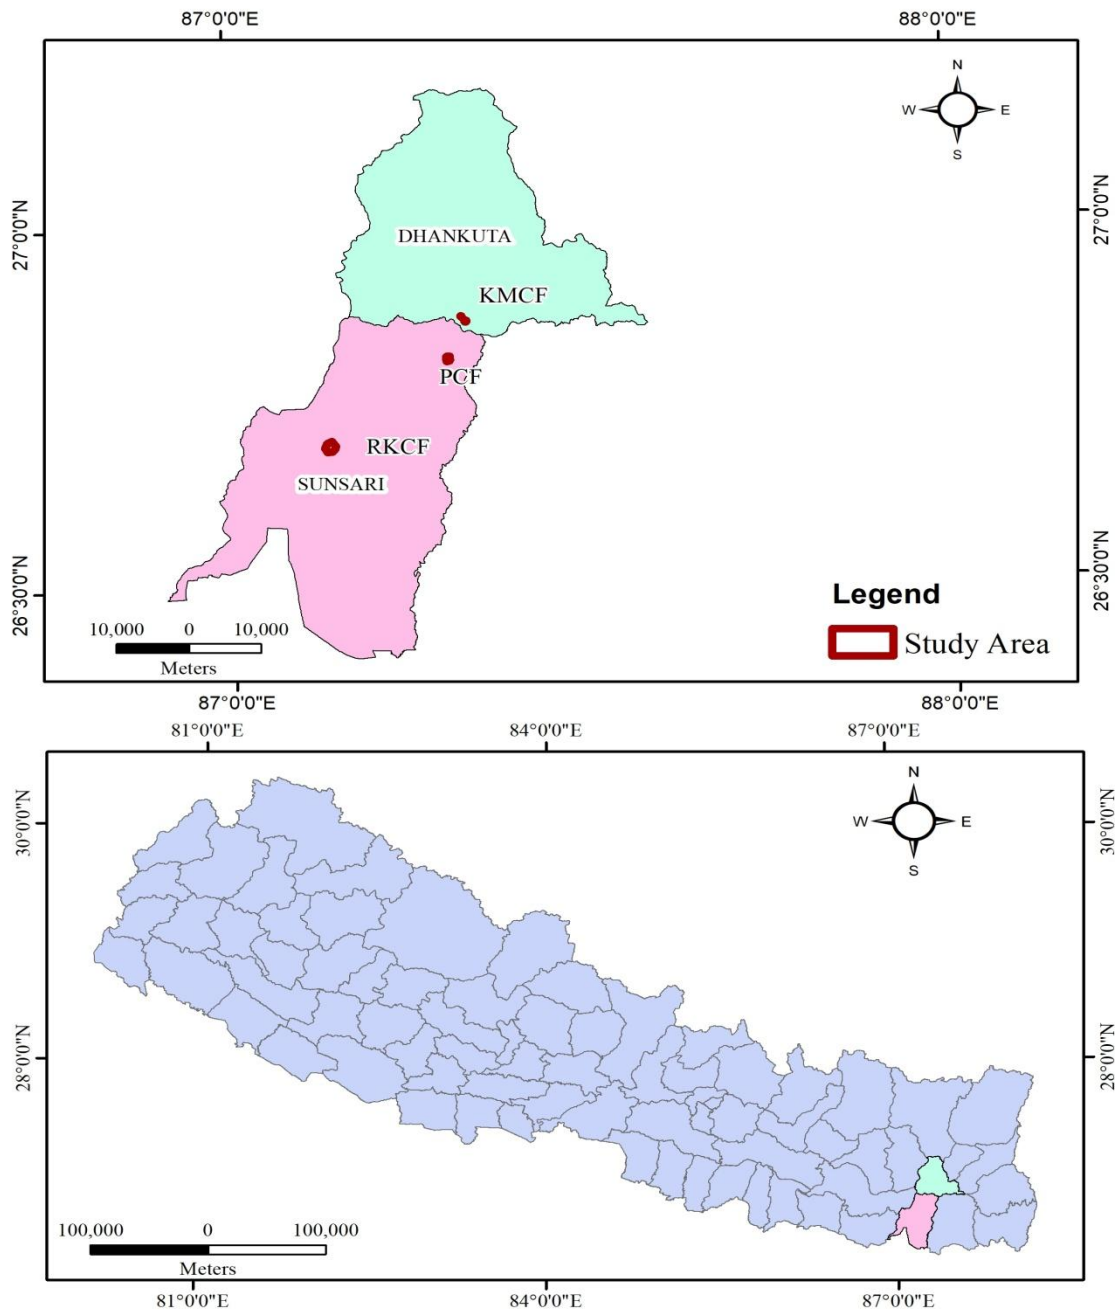 87°0'0"E 88°0'0"E
N
W E
S
27°0'0"N 27°0'0"N
DHANKUTA
KMCF
PCF
RKCF
SUNSARI
26°30'0"N 26°30'0"N
Legend
10,000 0 10,000
Study Area
Meters
87°0'0"E 88°0'0"E
81°0'0"E 84°0'0"E 87°0'0"E
N
W E
S
30°0'0"N 30°0'0"N
28°0'0"N 28°0'0"N
100,000 0 100,000
Meters
81°0'0"E 84°0'0"E 87°0'0"E